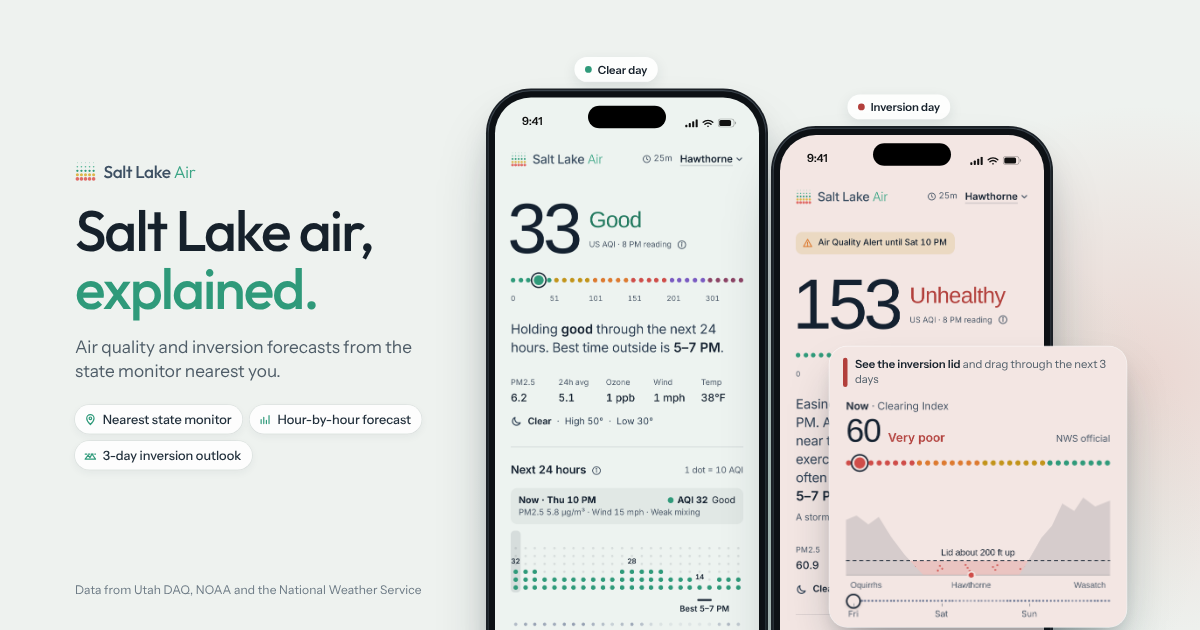 Salt Lake Air
Salt Lake air,
explained.
Air quality and inversion forecasts from the
state monitor nearest you.
Nearest state monitor
Hour-by-hour forecast
3-day inversion outlook
Data from Utah DAQ, NOAA and the National Weather Service
Clear day
9:41
Salt Lake Air
25m
Hawthorne
33 Good
US AQI · 8 PM reading
0 51 101 151 201 301
Holding good through the next 24
hours. Best time outside is 5–7 PM.
PM2.5 24h avg Ozone Wind Temp
6.2 5.1 1 ppb 1 mph 38°F
Clear · High 50° · Low 30°
Next 24 hours
1 dot = 10 AQI
Now · Thu 10 PM
AQI 32 Good
PM2.5 5.8 µg/m³ · Wind 15 mph · Weak mixing
32 28 14
Best 5–7 PM
Inversion day
9:41
Salt Lake Air
25m
Hawthorne
Air Quality Alert until Sat 10 PM
153 Unhealthy
US AQI · 8 PM reading
0
Easin
PM. A
near
exerc
often
5–7 P
A storm
PM2.5
60.9
Clea
See the inversion lid and drag through the next 3
days
Now · Clearing Index
60 Very poor
NWS official
Lid about 200 ft up
Oquirrhs Hawthorne Wasatch
Fri Sat Sun